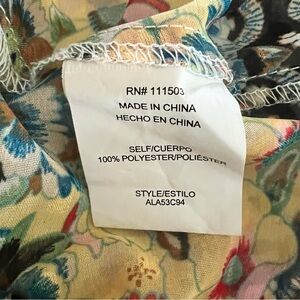 RN# 111503
MADE IN CHINA
HECHO EN CHINA
SELF/CUERPO
100% POLYESTER/POLIÉSTER
STYLE/ESTILO
ALA53C94